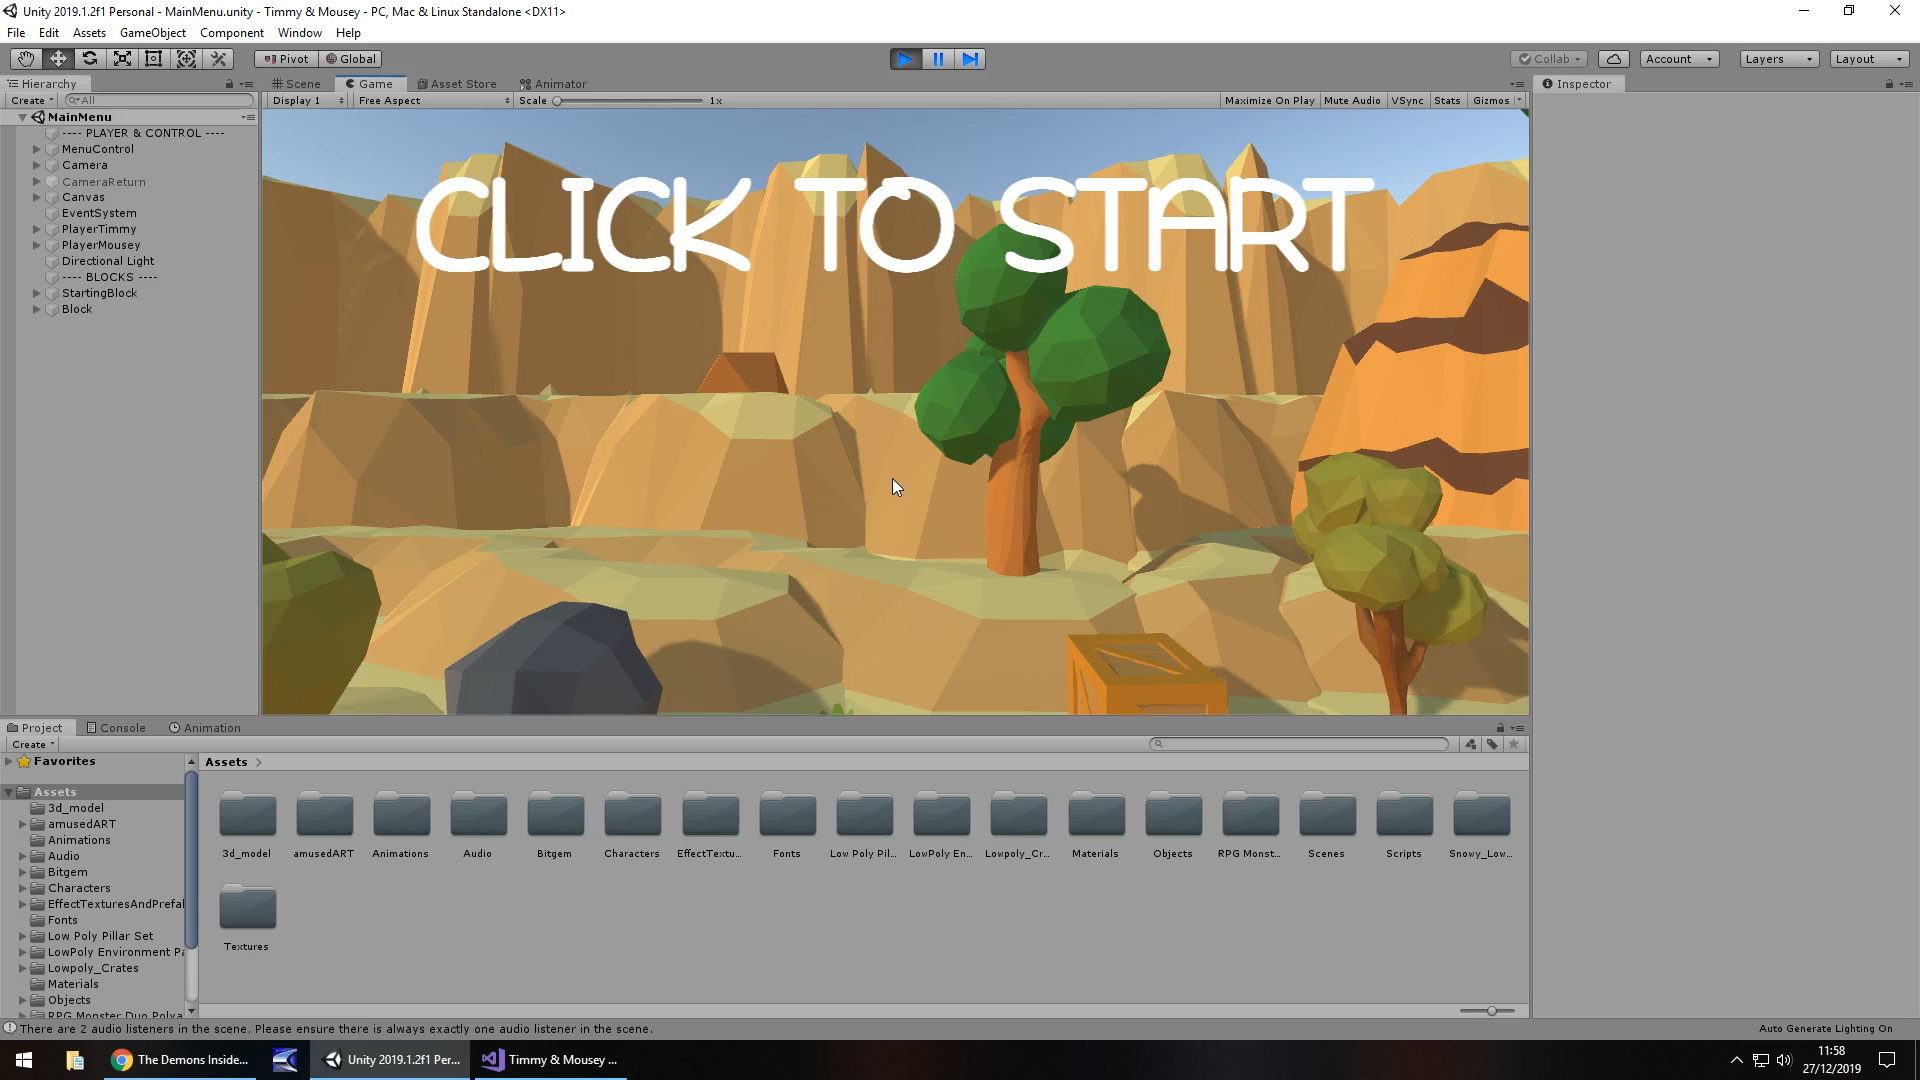 Unity 2019.1.2f1 Personal - MainMenu.unity - Timmy & Mousey - PC, Mac & Linux Standalone <DX11>
File Edit Assets GameObject Component Window Help
Pivot Global Collab Account Layers Layout
Hierarchy Scene Game Asset Store Animator Inspector
Create All Display 1 Free Aspect Scale 1x Maximize On Play Mute Audio VSync Stats Gizmos
MainMenu
---- PLAYER & CONTROL ----
MenuControl
Camera
CameraReturn
Canvas
EventSystem
PlayerTimmy
PlayerMousey
Directional Light
---- BLOCKS ----
StartingBlock
Block
CLICK TO START
Project Console Animation
Create
Favorites
Assets
3d_model
amusedART
Animations
Audio
Bitgem
Characters
EffectTexturesAndPrefal
Fonts
Low Poly Pillar Set
LowPoly Environment Pa
Lowpoly_Crates
Materials
Objects
RPG Monster Duo Polya
Assets
3d_model amusedART Animations Audio Bitgem Characters EffectTextu... Fonts Low Poly Pil... LowPoly En... Lowpoly_Cr... Materials Objects RPG Monst... Scenes Scripts Snowy_Low...
Textures
There are 2 audio listeners in the scene. Please ensure there is always exactly one audio listener in the scene.
Auto Generate Lighting On
The Demons Inside... Unity 2019.1.2f1 Per... Timmy & Mousey ...
11:58
27/12/2019